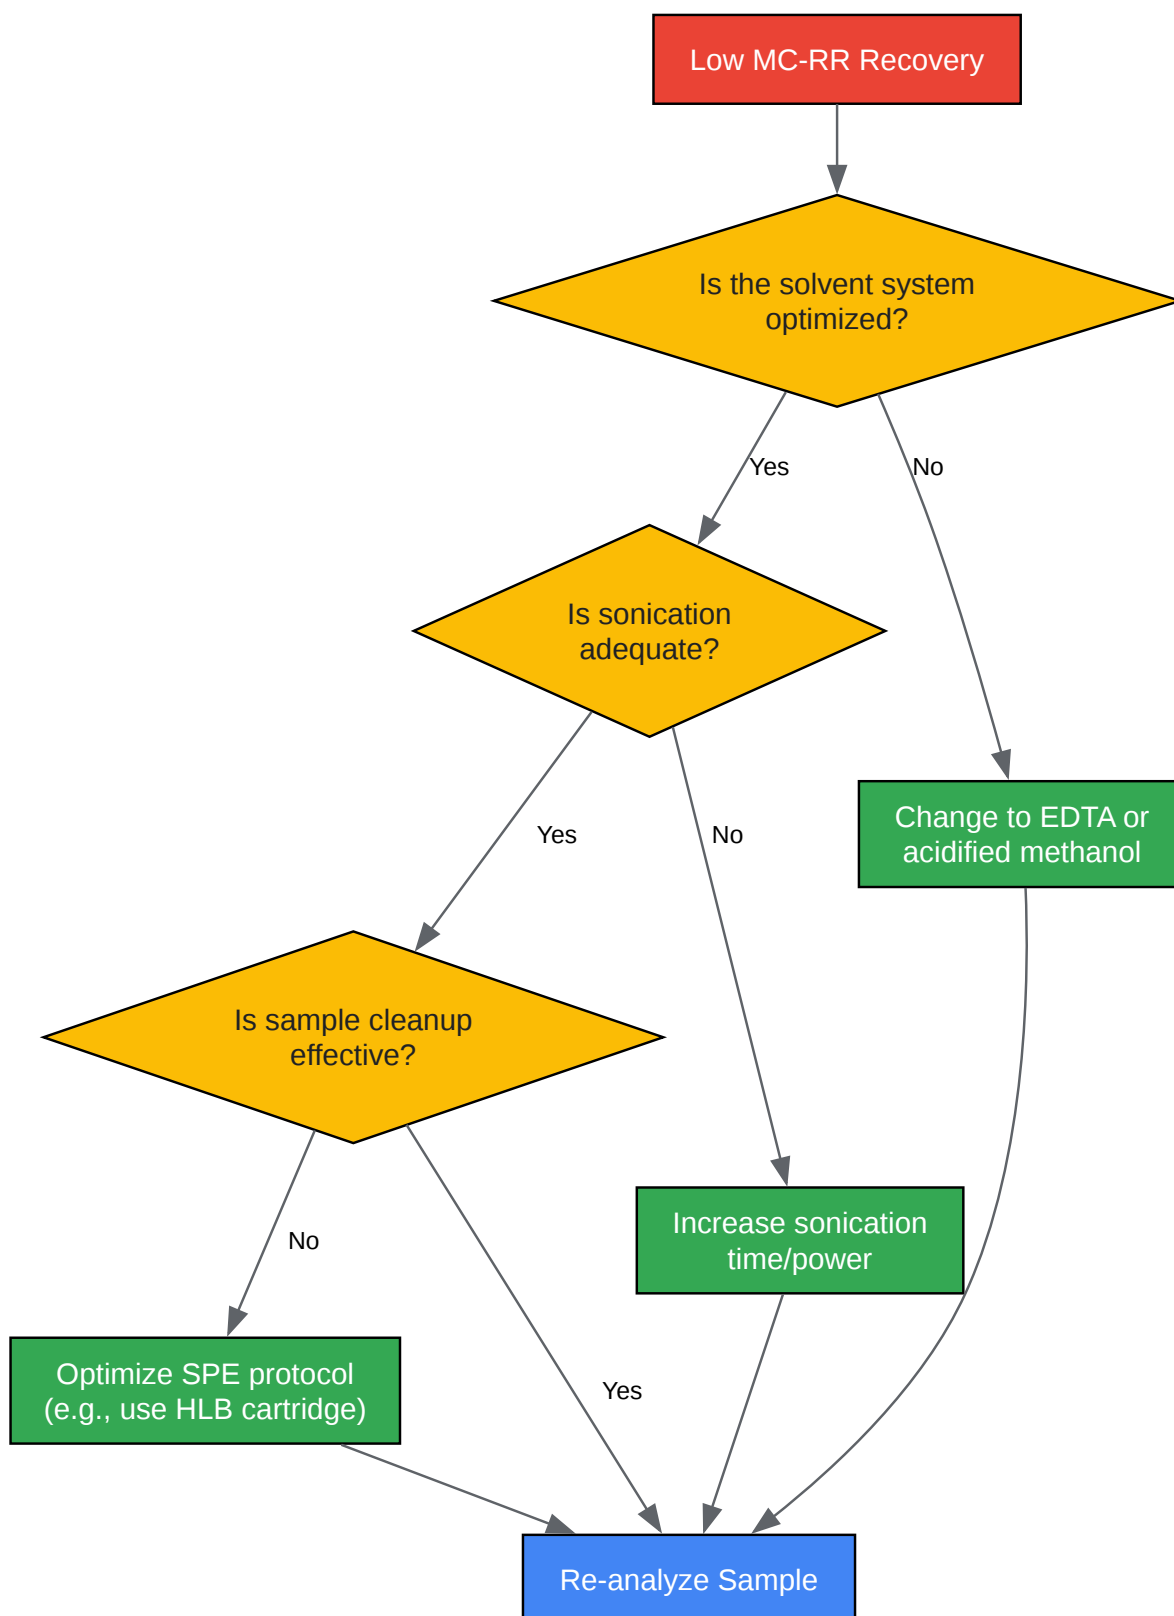 Low MC-RR Recovery
Is the solvent system
optimized?
Yes
No
Is sonication
adequate?
Yes
No
Change to EDTA or
acidified methanol
Is sample cleanup
effective?
No
Yes
Increase sonication
time/power
Optimize SPE protocol
(e.g., use HLB cartridge)
Re-analyze Sample